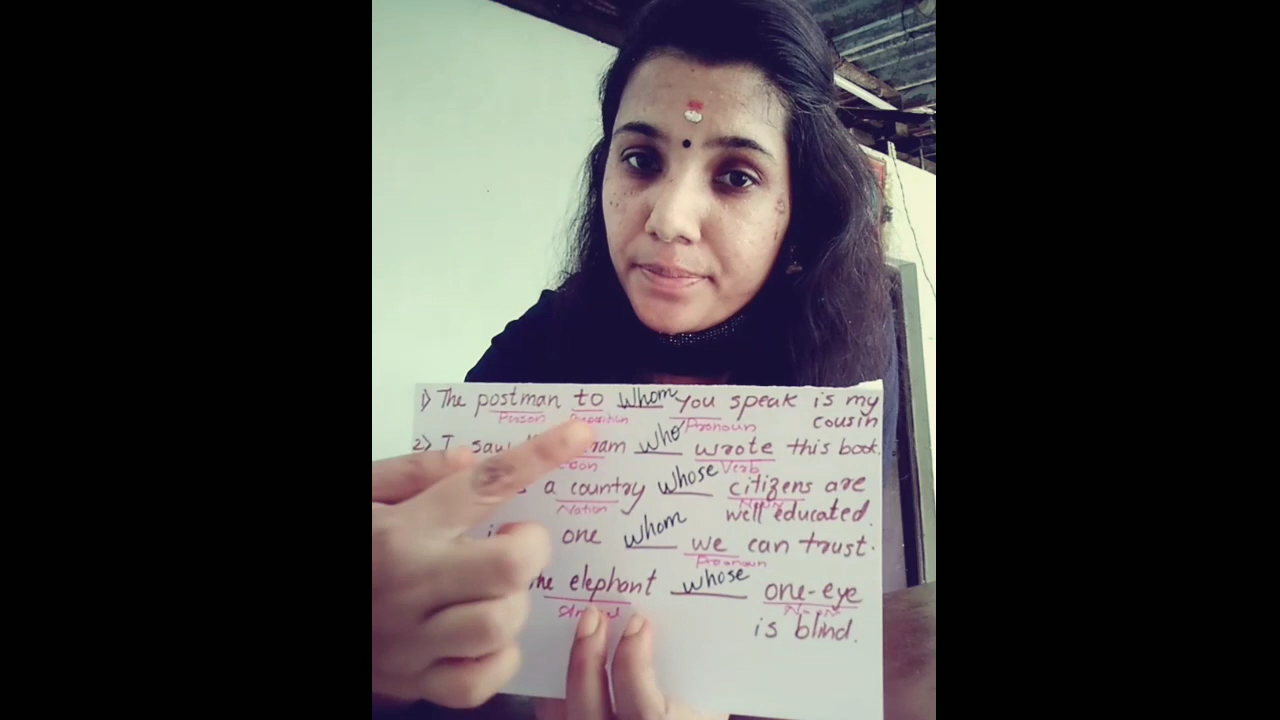 1) The postman to whom you speak is my
Person Preposition Pronoun cousin
2) I saw who wrote this book.
Verb
a country whose citizens are
Nation Noun well educated.
one whom we can trust.
Pronoun
elephant whose one-eye
Noun
is blind.